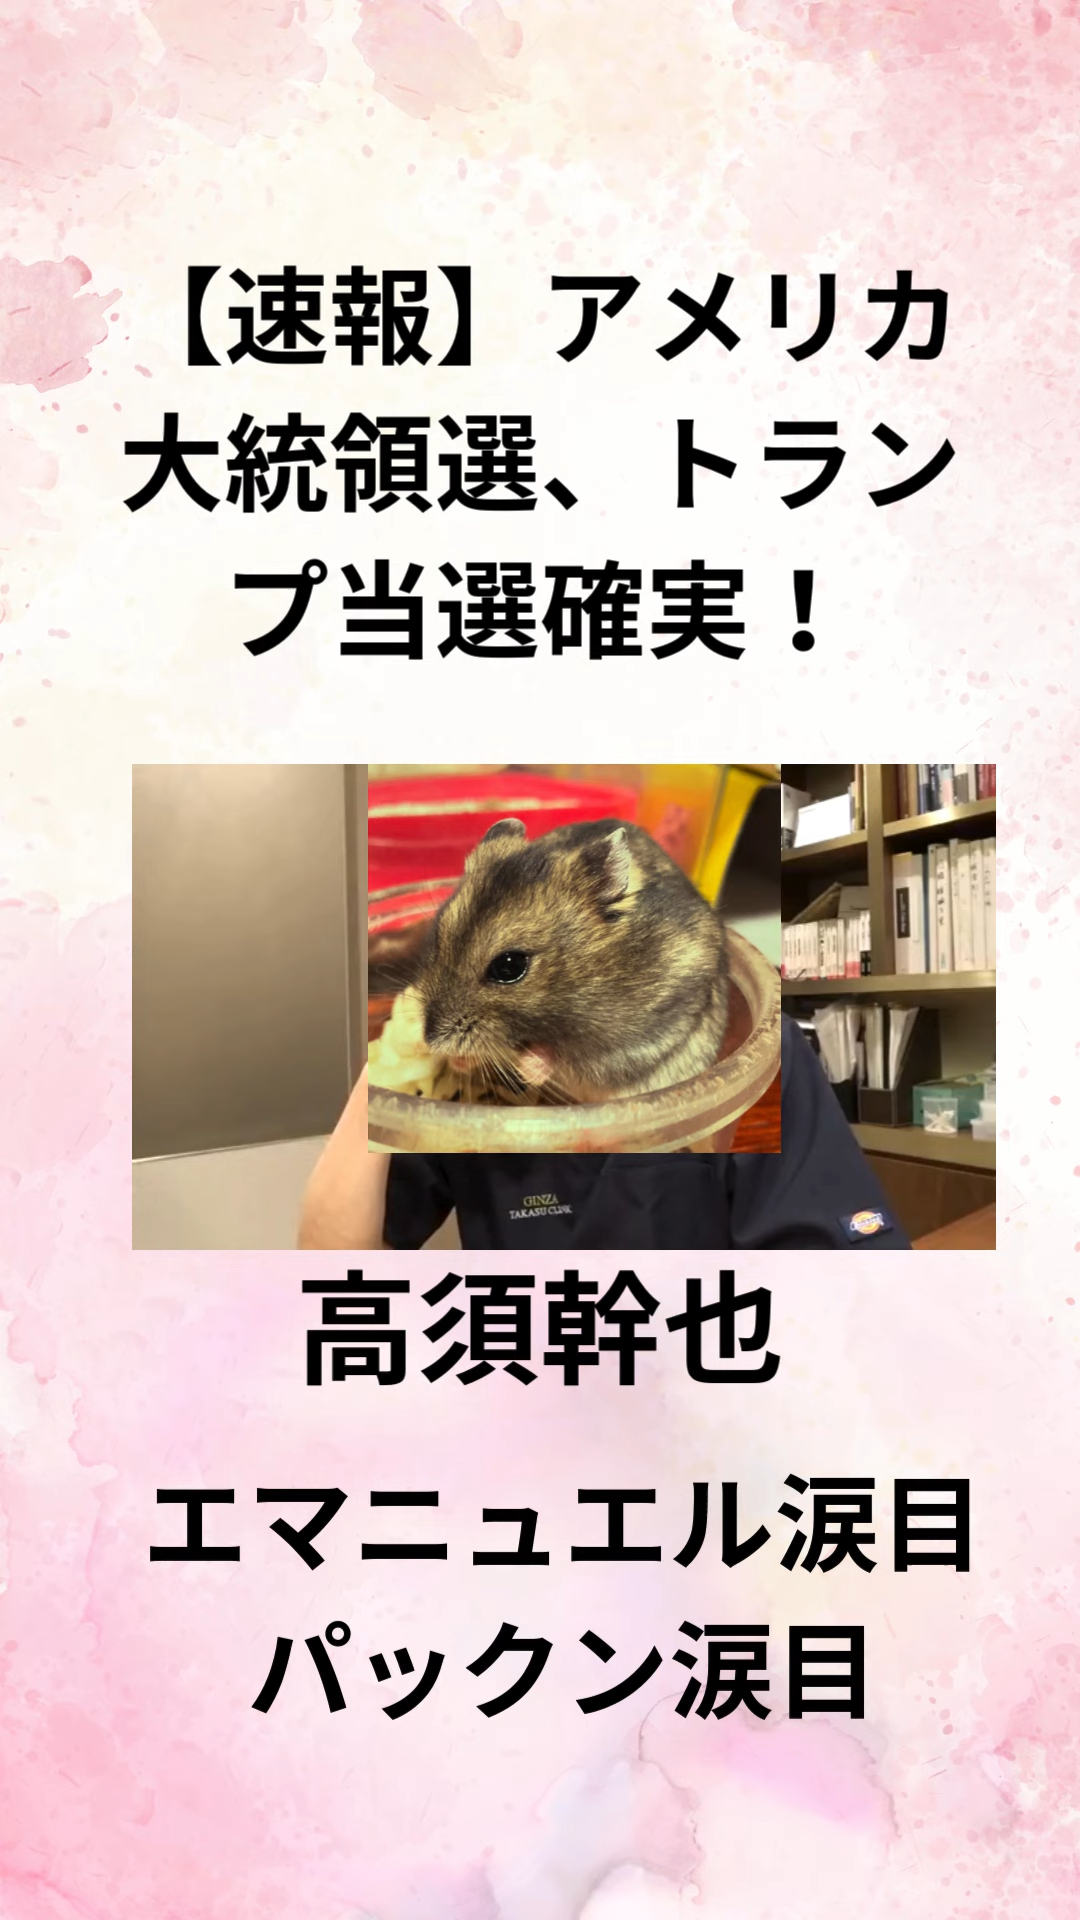 【速報】アメリカ
大統領選、トラン
プ当選確実！
GINZA
TAKASU CLINIC
高須幹也
エマニュエル涙目
パックン涙目